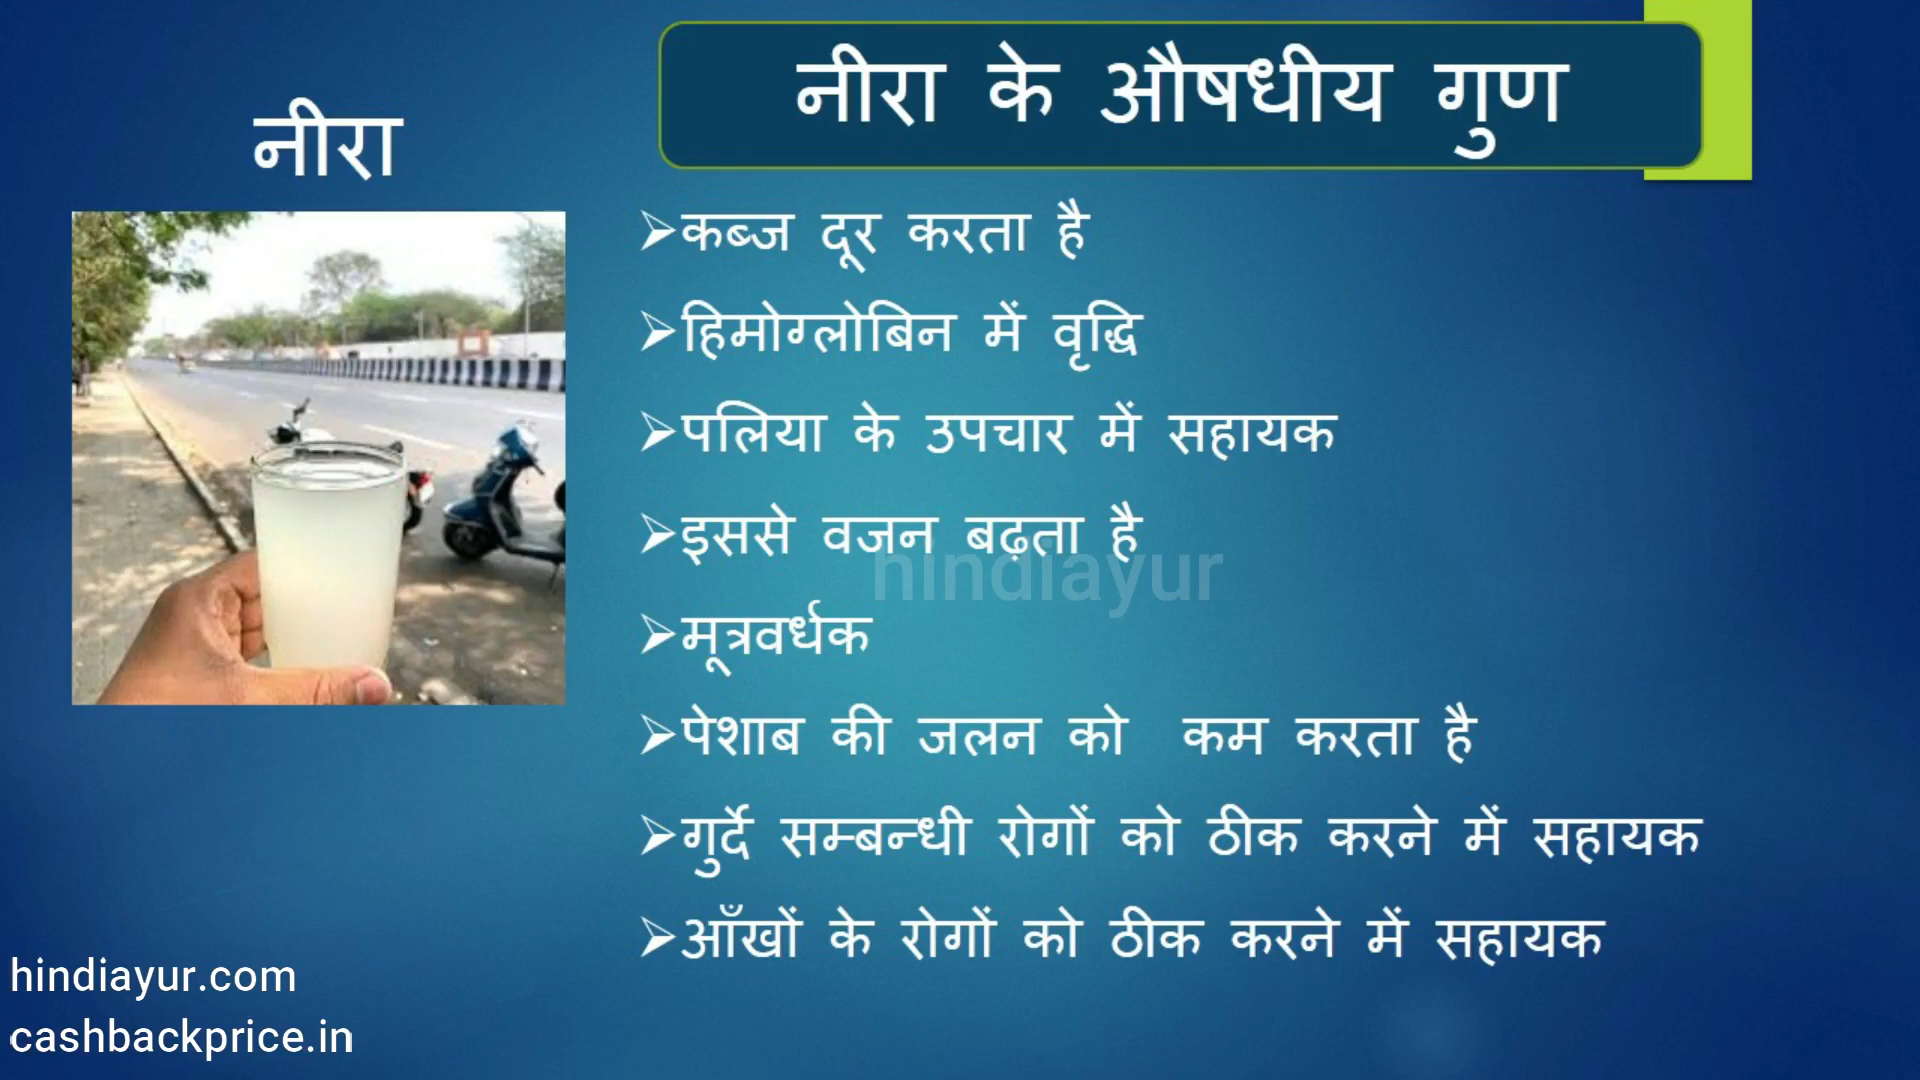 नीरा
नीरा के औषधीय गुण
➢कब्ज दूर करता है
➢हिमोग्लोबिन में वृद्धि
➢पलिया के उपचार में सहायक
➢इससे वजन बढ़ता है
hindiayur
➢मूत्रवर्धक
➢पेशाब की जलन को कम करता है
➢गुर्दे सम्बन्धी रोगों को ठीक करने में सहायक
➢आँखों के रोगों को ठीक करने में सहायक
hindiayur.com
cashbackprice.in